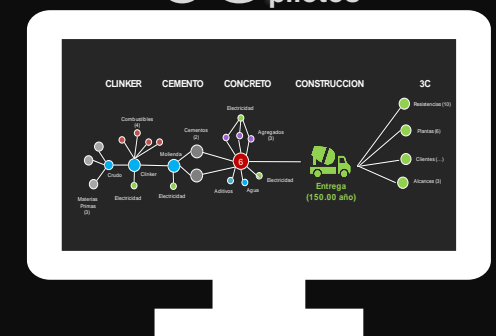 pilotos
CLINKER CEMENTO CONCRETO CONSTRUCCION 3C
Electricidad
Resistencias (10)
Combustibles
(4)
Cementos
(2)
Agregados
(3)
Plantas (6)
Molienda
6
Clientes (...)
Crudo
Clinker
Electricidad
Entrega
(150.00 año)
Alcances (3)
Aditivos
Agua
Materias
Primas
(3)
Electricidad
Electricidad